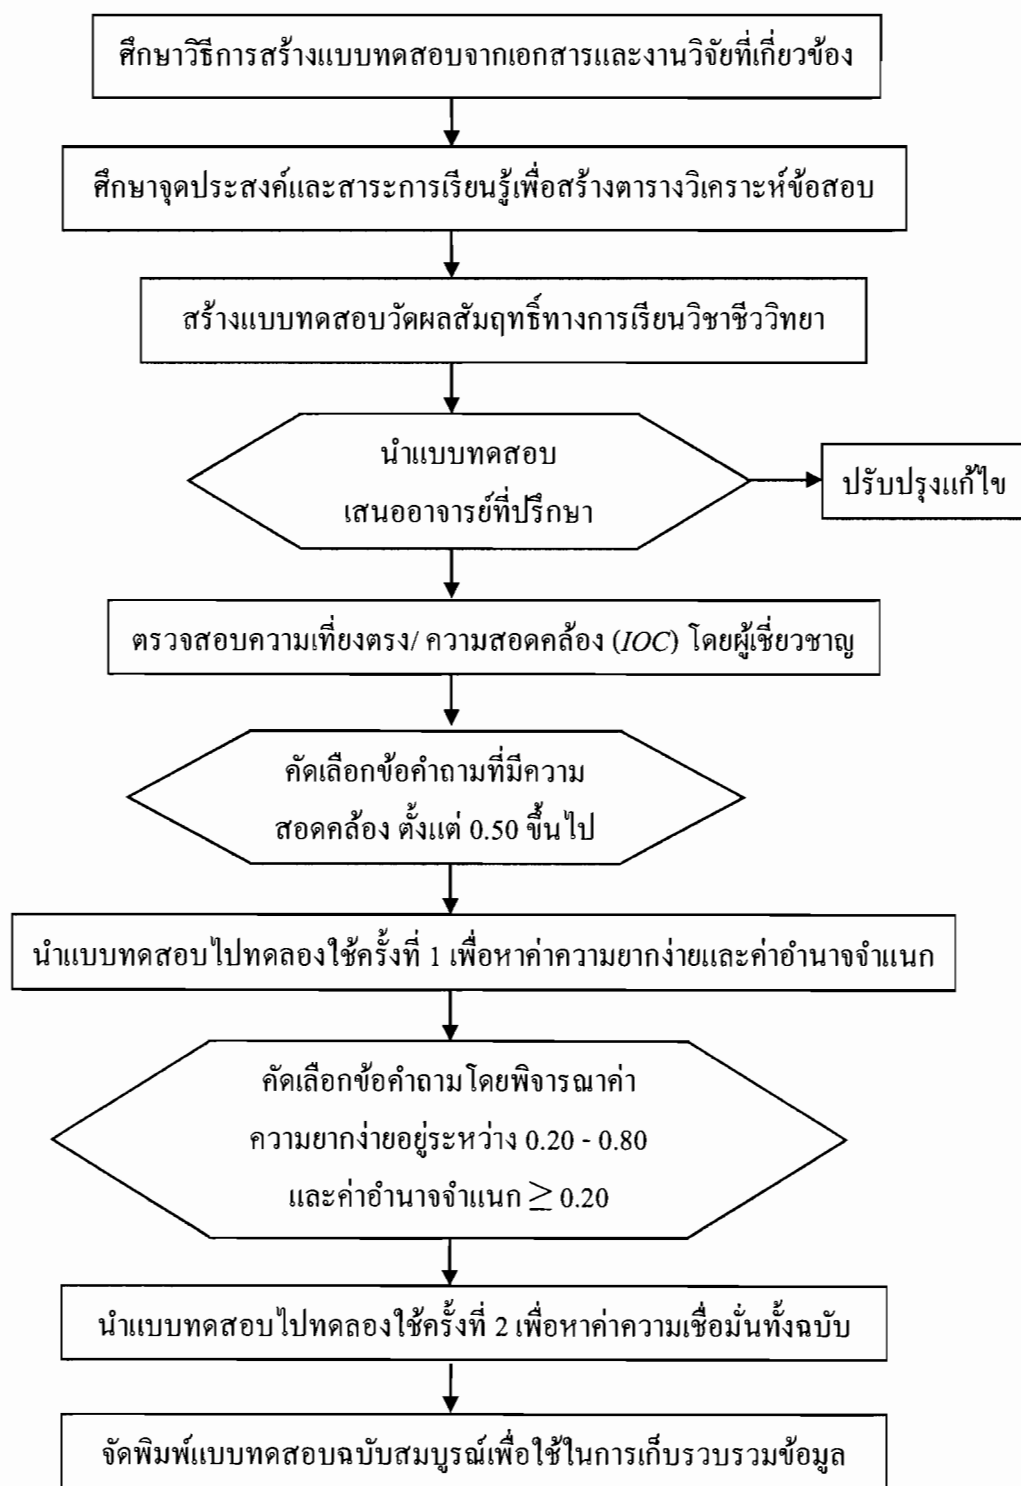 ศึกษาวิธีการสร้างแบบทดสอบจากเอกสารและงานวิจัยที่เกี่ยวข้อง
ศึกษาจุดประสงค์และสาระการเรียนรู้เพื่อสร้างตารางวิเคราะห์ข้อสอบ
สร้างแบบทดสอบวัดผลสัมฤทธิ์ทางการเรียนวิชาชีววิทยา
นำแบบทดสอบ
เสนออาจารย์ที่ปรึกษา
ปรับปรุงแก้ไข
ตรวจสอบความเที่ยงตรง/ ความสอดคล้อง (IOC) โดยผู้เชี่ยวชาญ
คัดเลือกข้อคำถามที่มีความ
สอดคล้อง ตั้งแต่ 0.50 ขึ้นไป
นำแบบทดสอบไปทดลองใช้ครั้งที่ 1 เพื่อหาค่าความยากง่ายและค่าอำนาจจำแนก
คัดเลือกข้อคำถามโดยพิจารณาค่า
ความยากง่ายอยู่ระหว่าง 0.20 - 0.80
และค่าอำนาจจำแนก ≥ 0.20
นำแบบทดสอบไปทดลองใช้ครั้งที่ 2 เพื่อหาค่าความเชื่อมั่นทั้งฉบับ
จัดพิมพ์แบบทดสอบฉบับสมบูรณ์เพื่อใช้ในการเก็บรวบรวมข้อมูล